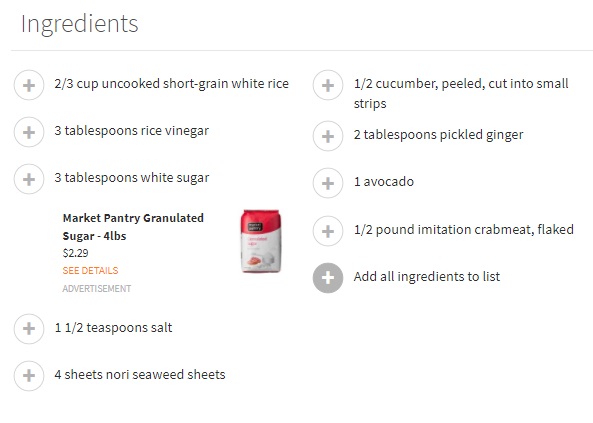 Ingredients
2/3 cup uncooked short-grain white rice
3 tablespoons rice vinegar
3 tablespoons white sugar
Market Pantry Granulated
Sugar - 4lbs
$2.29
SEE DETAILS
ADVERTISEMENT
1 1/2 teaspoons salt
4 sheets nori seaweed sheets
1/2 cucumber, peeled, cut into small
strips
2 tablespoons pickled ginger
1 avocado
1/2 pound imitation crabmeat, flaked
Add all ingredients to list